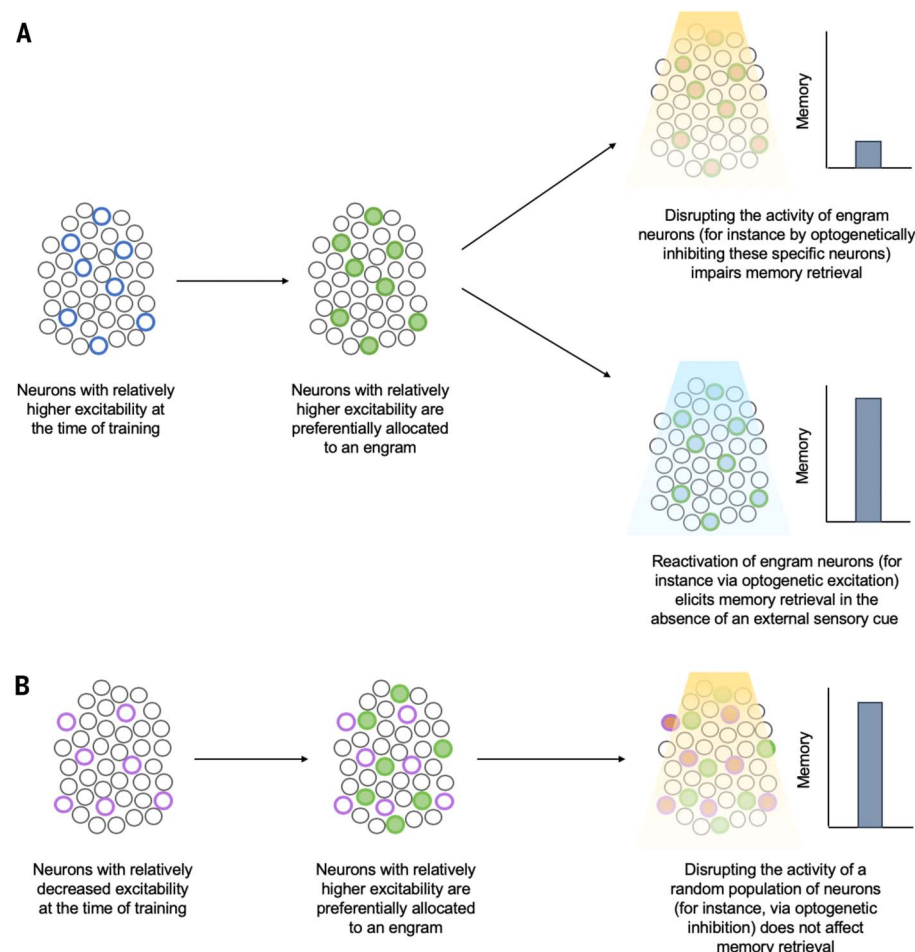 A
Memory
Disrupting the activity of engram
neurons (for instance by optogenetically
inhibiting these specific neurons)
impairs memory retrieval
Neurons with relatively
higher excitability at
the time of training
Neurons with relatively
higher excitability are
preferentially allocated
to an engram
Memory
Reactivation of engram neurons (for
instance via optogenetic excitation)
elicits memory retrieval in the
absence of an external sensory cue
B
Memory
Neurons with relatively
decreased excitability
at the time of training
Neurons with relatively
higher excitability are
preferentially allocated
to an engram
Disrupting the activity of a
random population of neurons
(for instance, via optogenetic
inhibition) does not affect
memory retrieval